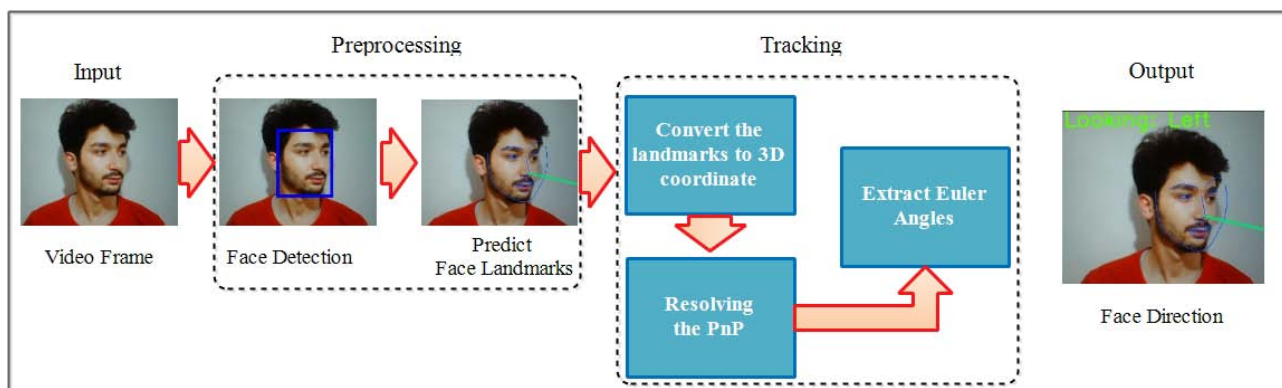 Preprocessing
Tracking
Input
Output
Video Frame
Face Detection
Predict
Face Landmarks
Convert the
landmarks to 3D
coordinate
Resolving
the PnP
Extract Euler
Angles
Looking: Left
Face Direction